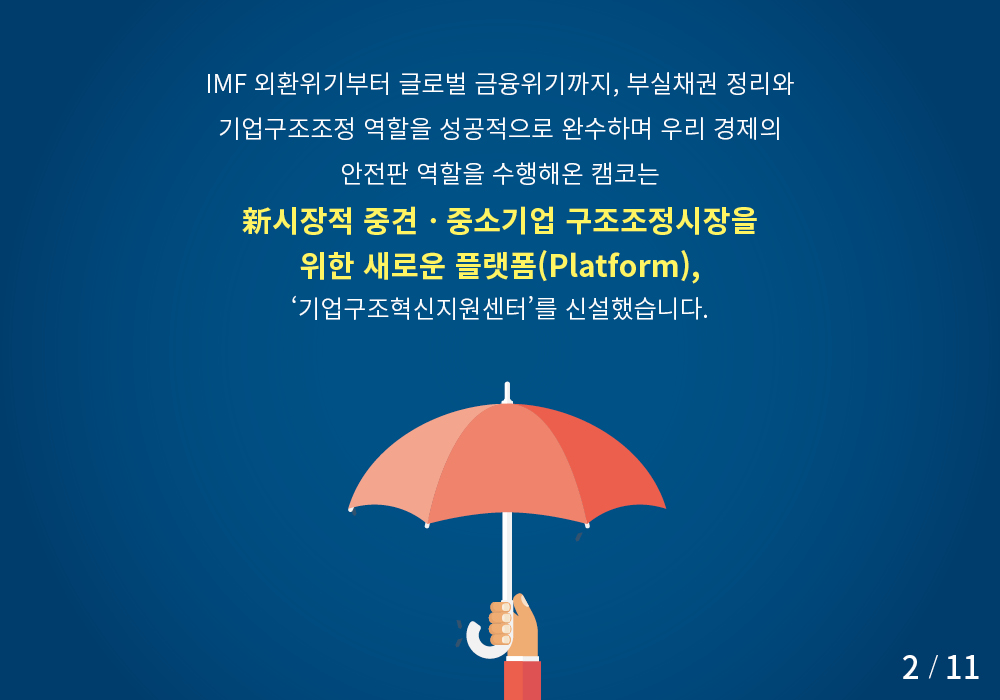 IMF 외환위기부터 글로벌 금융위기까지, 부실채권 정리와
기업구조조정 역할을 성공적으로 완수하며 우리 경제의
안전판 역할을 수행해온 캠코는
新시장적 중견 · 중소기업 구조조정시장을
위한 새로운 플랫폼(Platform),
‘기업구조혁신지원센터’를 신설했습니다.
2 / 11